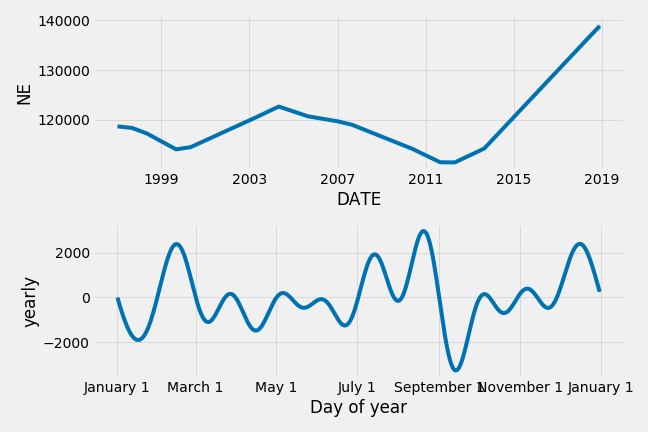 140000
130000
120000
NE
1999 2003 2007 2011 2015 2019
DATE
2000
0
−2000
yearly
January 1 March 1 May 1 July 1 September 1 November 1 January 1
Day of year